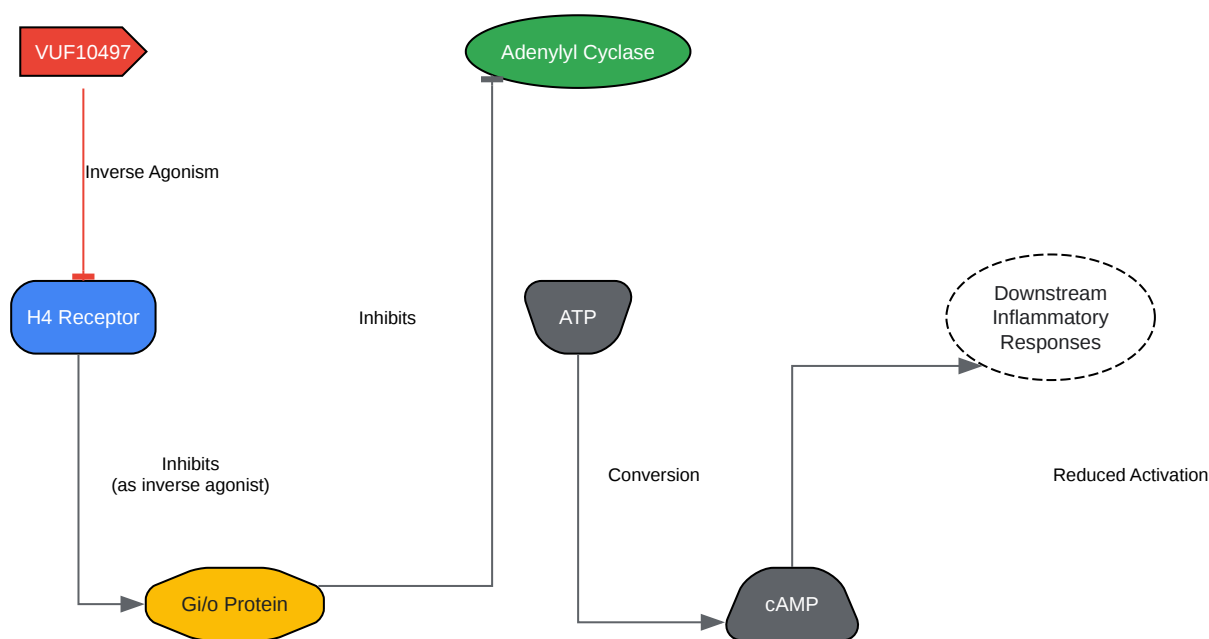 VUF10497
Adenylyl Cyclase
Inverse Agonism
H4 Receptor
Inhibits
ATP
Downstream
Inflammatory
Responses
Inhibits
(as inverse agonist)
Conversion
Reduced Activation
Gi/o Protein
cAMP